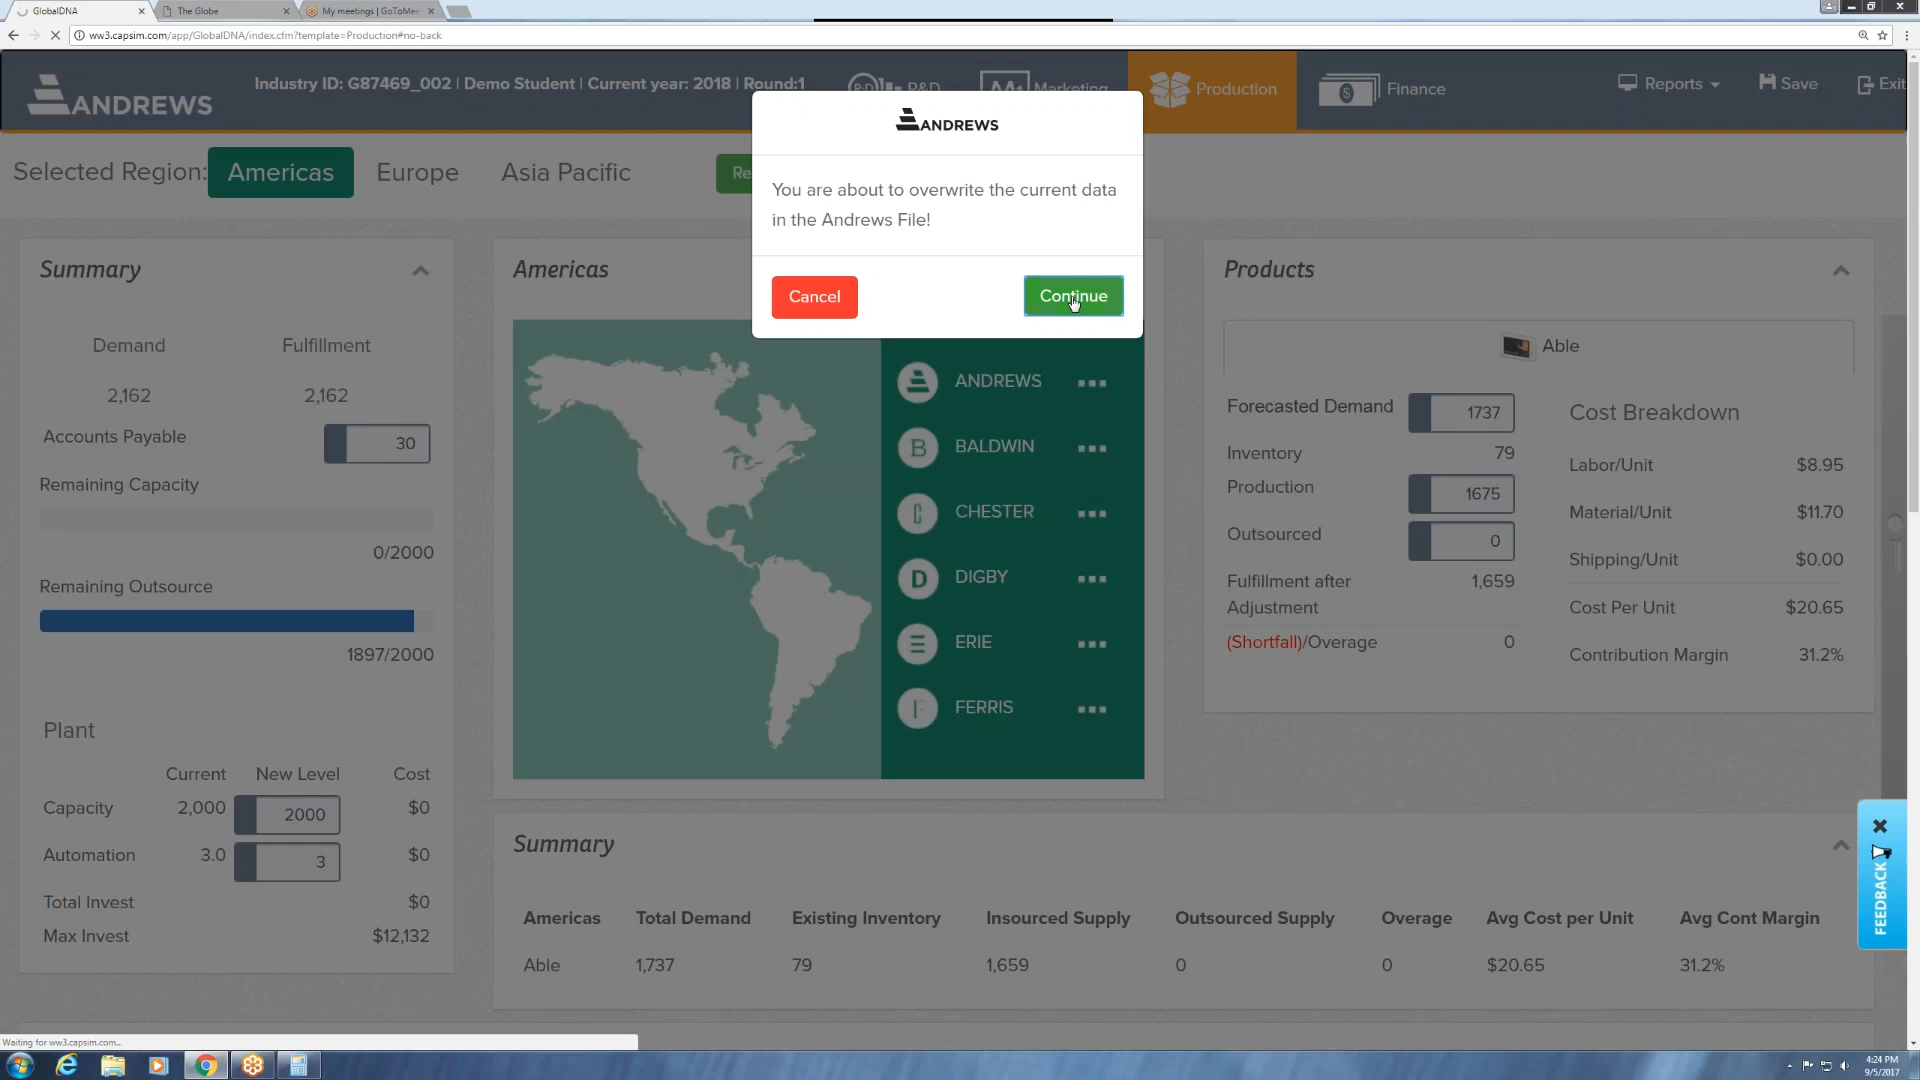 GlobalDNA
The Globe
My meetings | GoToMee
ww3.capsim.com/app/GlobalDNA/index.cfm?template=Production#no-back
ANDREWS
Industry ID: G87469_002 | Demo Student | Current year: 2018 | Round:1
R&D
Marketing
Production
Finance
Reports
Save
Exit
ANDREWS
You are about to overwrite the current data
in the Andrews File!
Cancel
Continue
Selected Region:
Americas
Europe
Asia Pacific
Re
Summary
Demand
Fulfillment
2,162
2,162
Accounts Payable
30
Remaining Capacity
0/2000
Remaining Outsource
1897/2000
Plant
Current
New Level
Cost
Capacity
2,000
2000
$0
Automation
3.0
3
$0
Total Invest
$0
Max Invest
$12,132
Americas
ANDREWS
B
BALDWIN
C
CHESTER
D
DIGBY
E
ERIE
F
FERRIS
Products
Able
Forecasted Demand
1737
Inventory
79
Production
1675
Outsourced
0
Fulfillment after
Adjustment
1,659
(Shortfall)/Overage
0
Cost Breakdown
Labor/Unit
$8.95
Material/Unit
$11.70
Shipping/Unit
$0.00
Cost Per Unit
$20.65
Contribution Margin
31.2%
Summary
Americas
Total Demand
Existing Inventory
Insourced Supply
Outsourced Supply
Overage
Avg Cost per Unit
Avg Cont Margin
Able
1,737
79
1,659
0
0
$20.65
31.2%
FEEDBACK
Waiting for ww3.capsim.com...
4:24 PM
9/5/2017